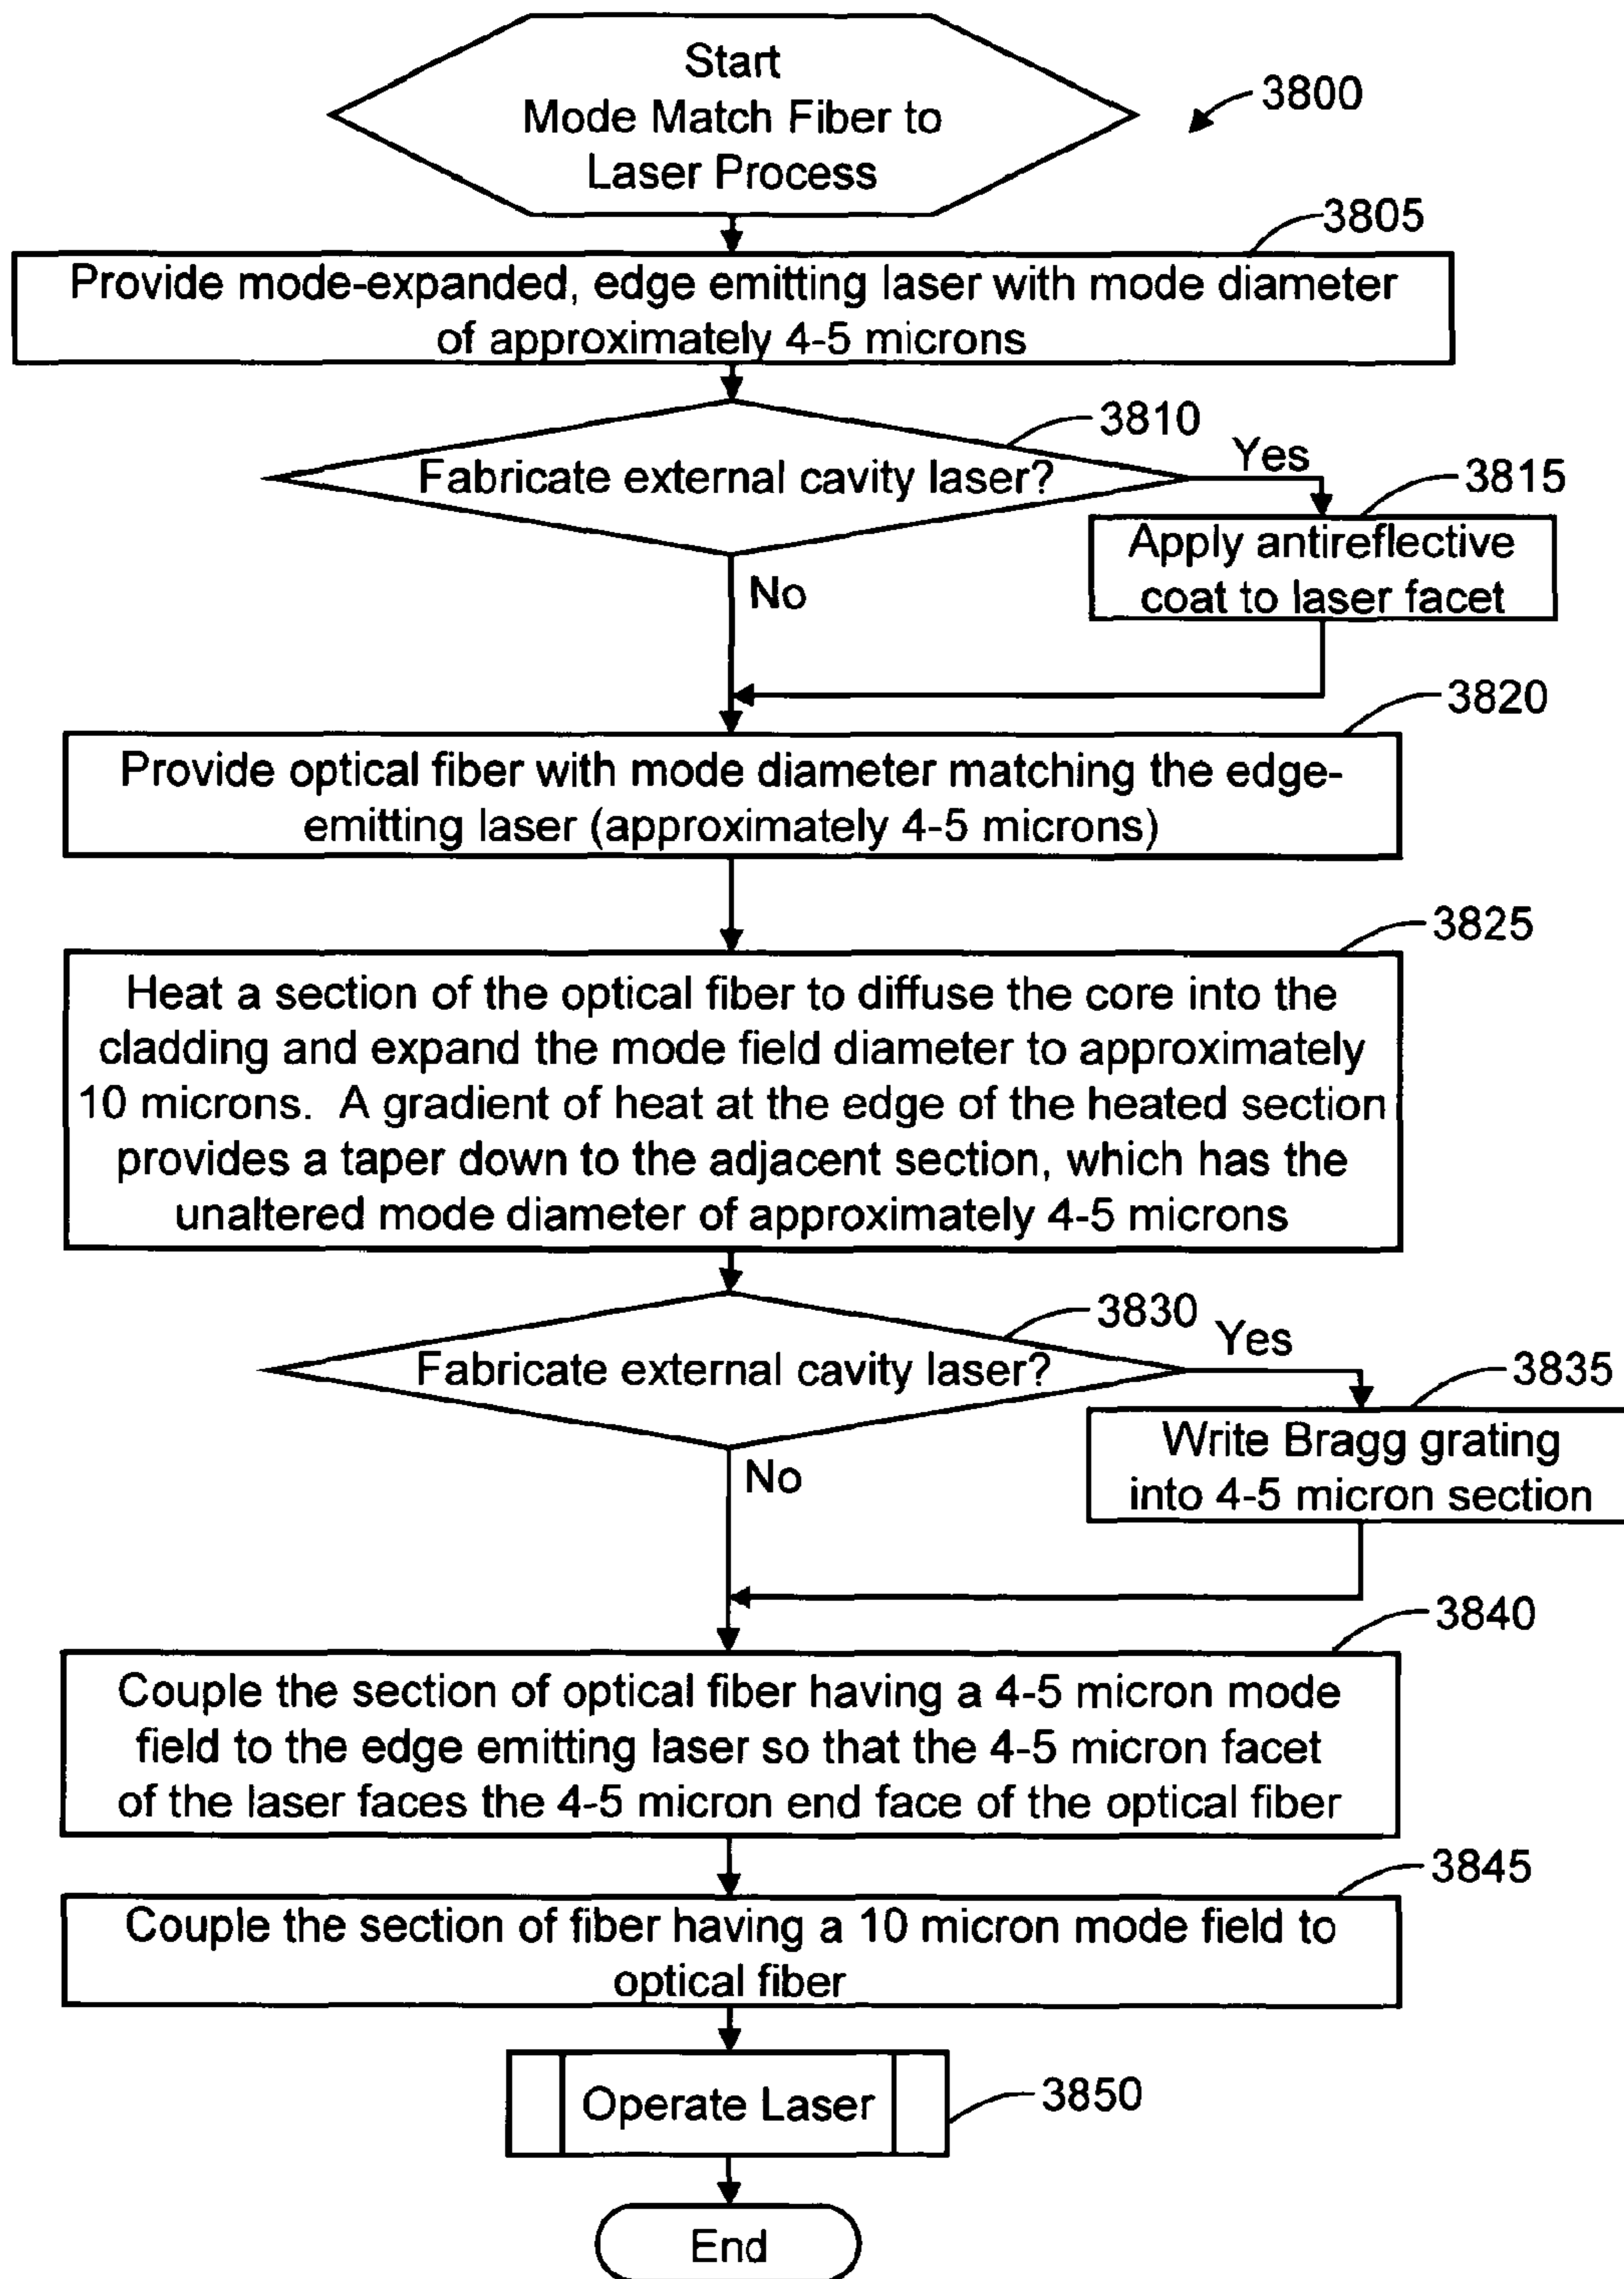 Start
Mode Match Fiber to
Laser Process
3800
3805
Provide mode-expanded, edge emitting laser with mode diameter
of approximately 4-5 microns
3810
Fabricate external cavity laser?
Yes
3815
Apply antireflective
coat to laser facet
No
3820
Provide optical fiber with mode diameter matching the edge-
emitting laser (approximately 4-5 microns)
3825
Heat a section of the optical fiber to diffuse the core into the
cladding and expand the mode field diameter to approximately
10 microns. A gradient of heat at the edge of the heated section
provides a taper down to the adjacent section, which has the
unaltered mode diameter of approximately 4-5 microns
3830
Fabricate external cavity laser?
Yes
3835
Write Bragg grating
into 4-5 micron section
No
3840
Couple the section of optical fiber having a 4-5 micron mode
field to the edge emitting laser so that the 4-5 micron facet
of the laser faces the 4-5 micron end face of the optical fiber
3845
Couple the section of fiber having a 10 micron mode field to
optical fiber
Operate Laser
3850
End